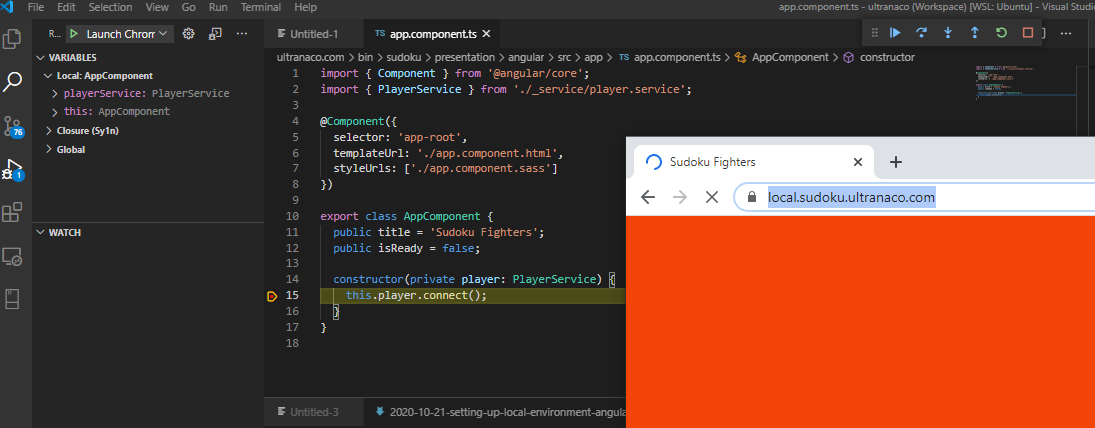 File Edit Selection View Go Run Terminal Help app.component.ts - ultranaco (Workspace) [WSL: Ubuntu] - Visual Studio
R... Launch Chrom
Untitled-1 app.component.ts
ultranaco.com > bin > sudoku > presentation > angular > src > app > app.component.ts > AppComponent > constructor
VARIABLES
Local: AppComponent
playerService: PlayerService
this: AppComponent
Closure (5y1n)
Global
76
1
WATCH
1 import { Component } from '@angular/core';
2 import { PlayerService } from './_service/player.service';
3
4 @Component({
5 selector: 'app-root',
6 templateUrl: './app.component.html',
7 styleUrls: ['./app.component.sass']
8 })
9
10 export class AppComponent {
11 public title = 'Sudoku Fighters';
12 public isReady = false;
13
14 constructor(private player: PlayerService) {
15 this.player.connect();
16 }
17 }
18
Untitled-3 2020-10-21-setting-up-local-environment-angula
Sudoku Fighters
local.sudoku.ultranaco.com